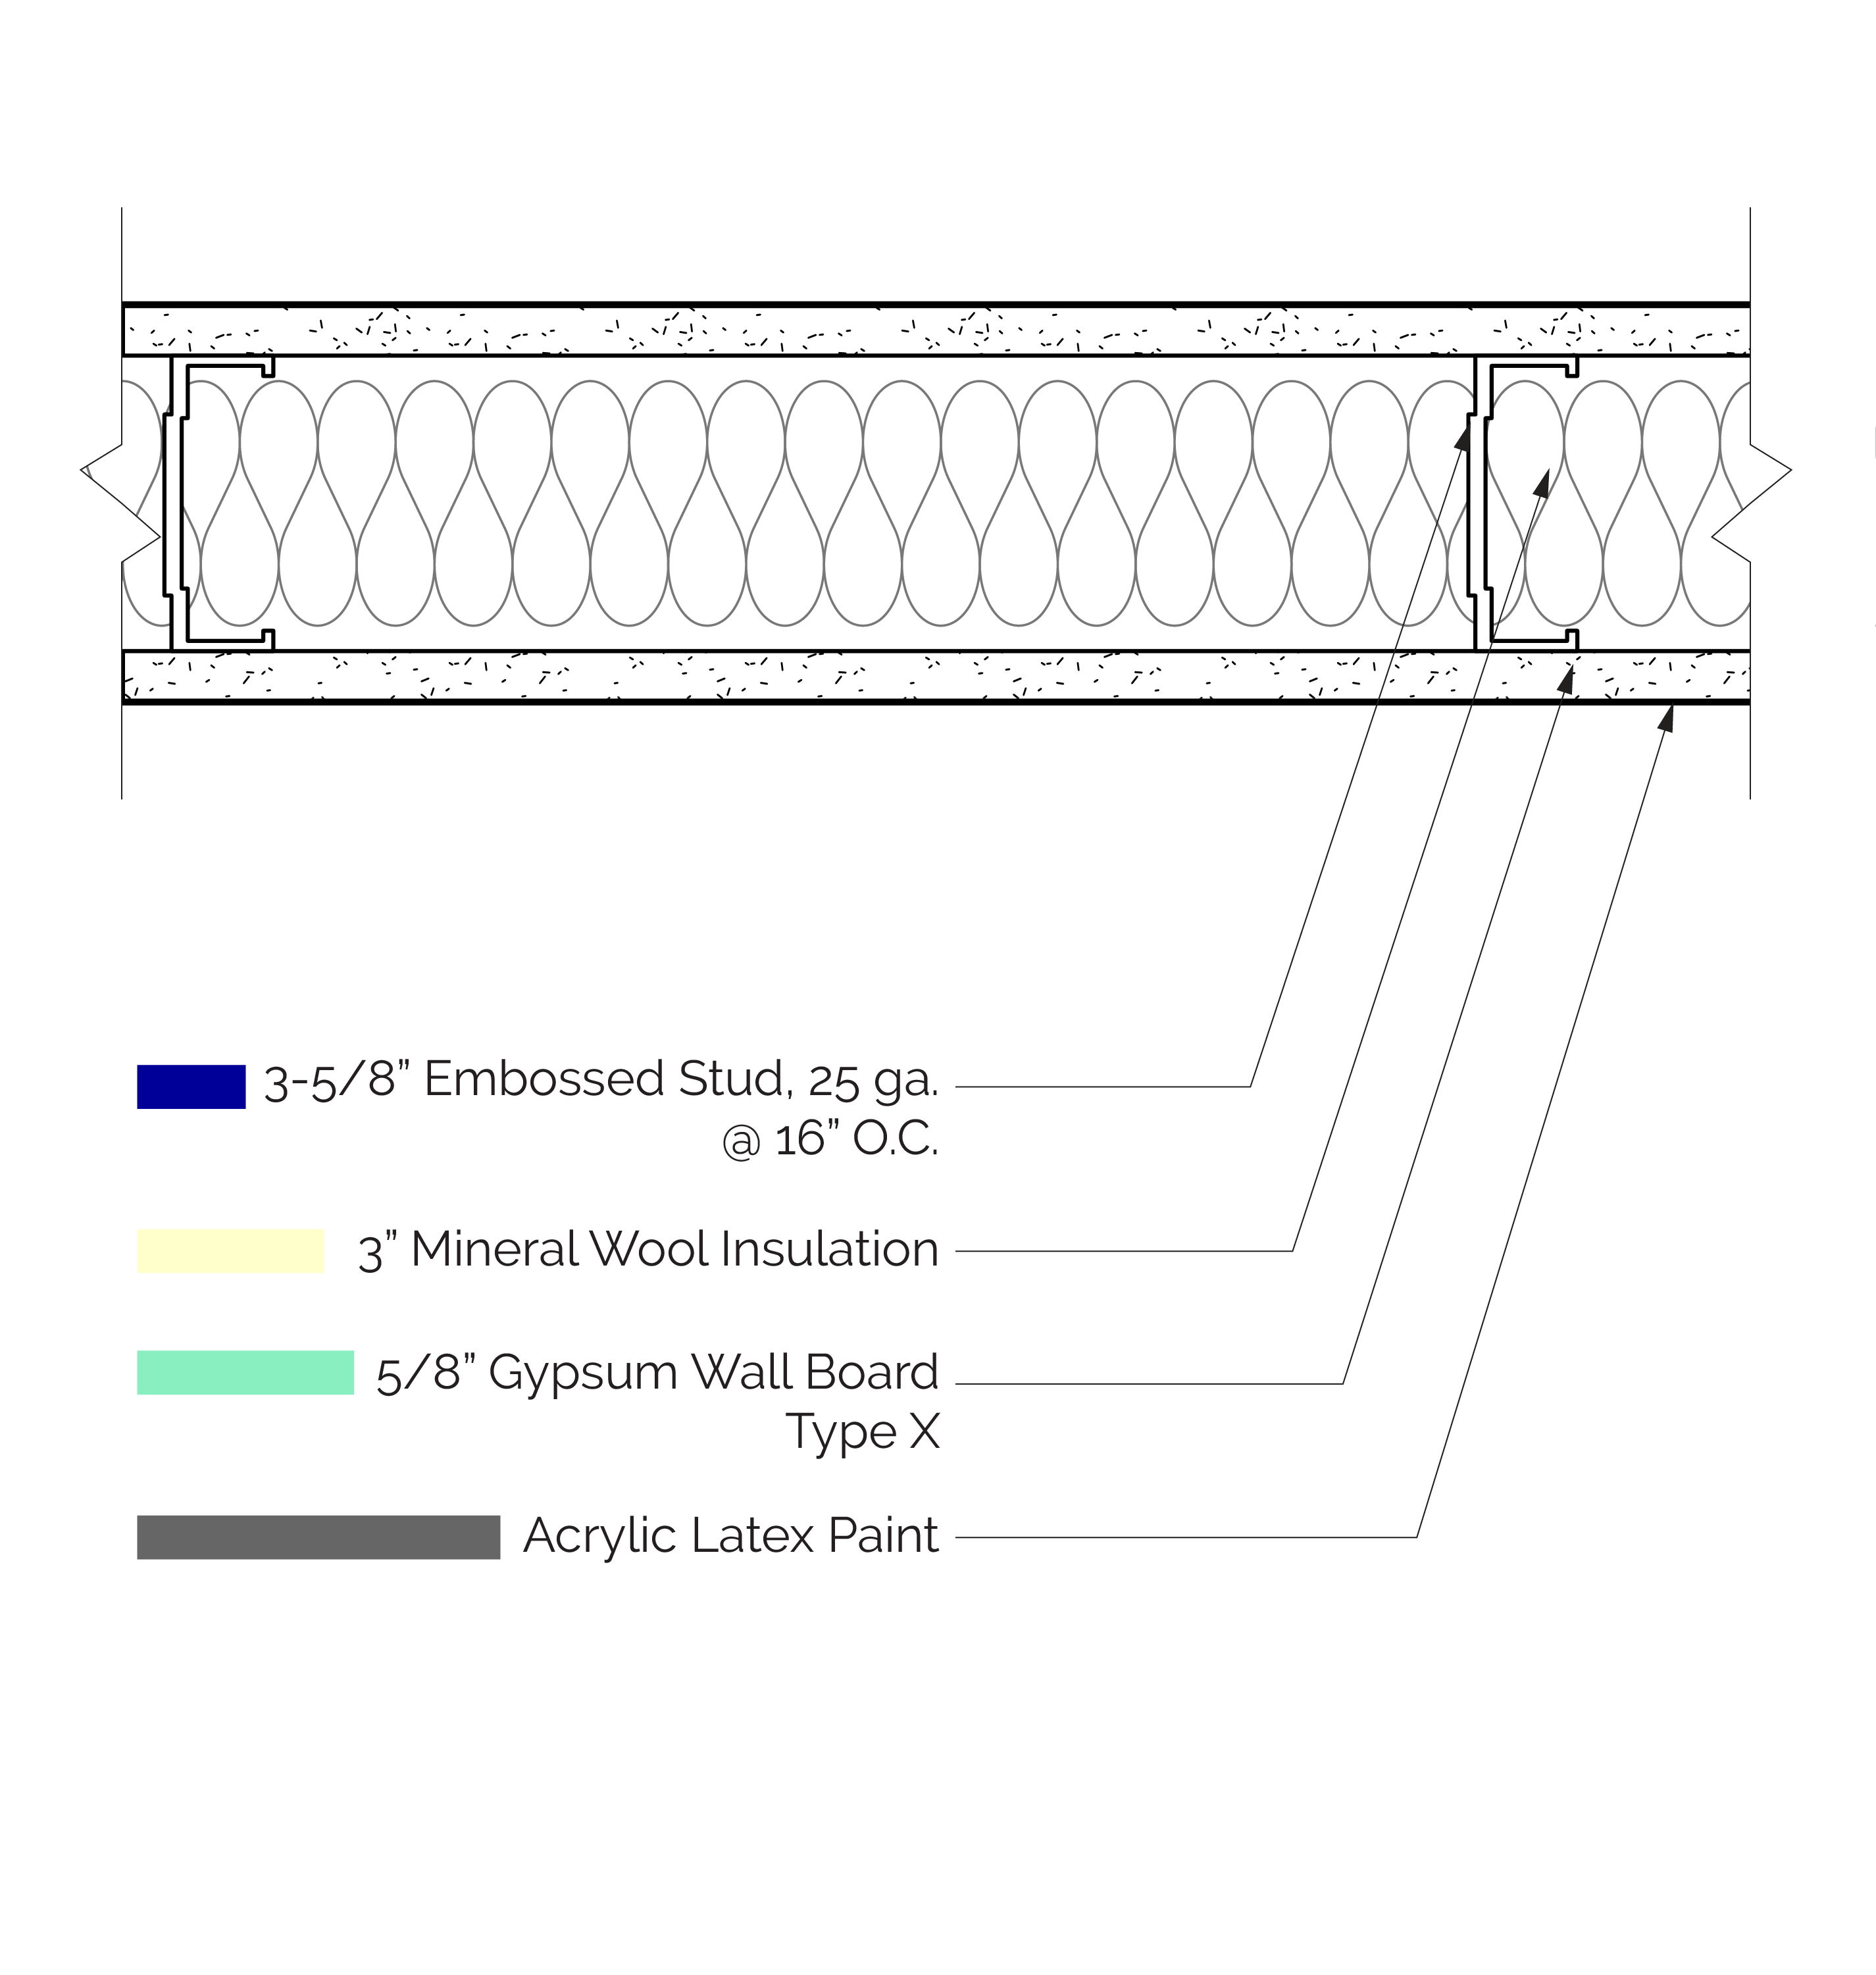 3-5/8” Embossed Stud, 25 ga.
@ 16” O.C.
3” Mineral Wool Insulation
5/8” Gypsum Wall Board
Type X
Acrylic Latex Paint